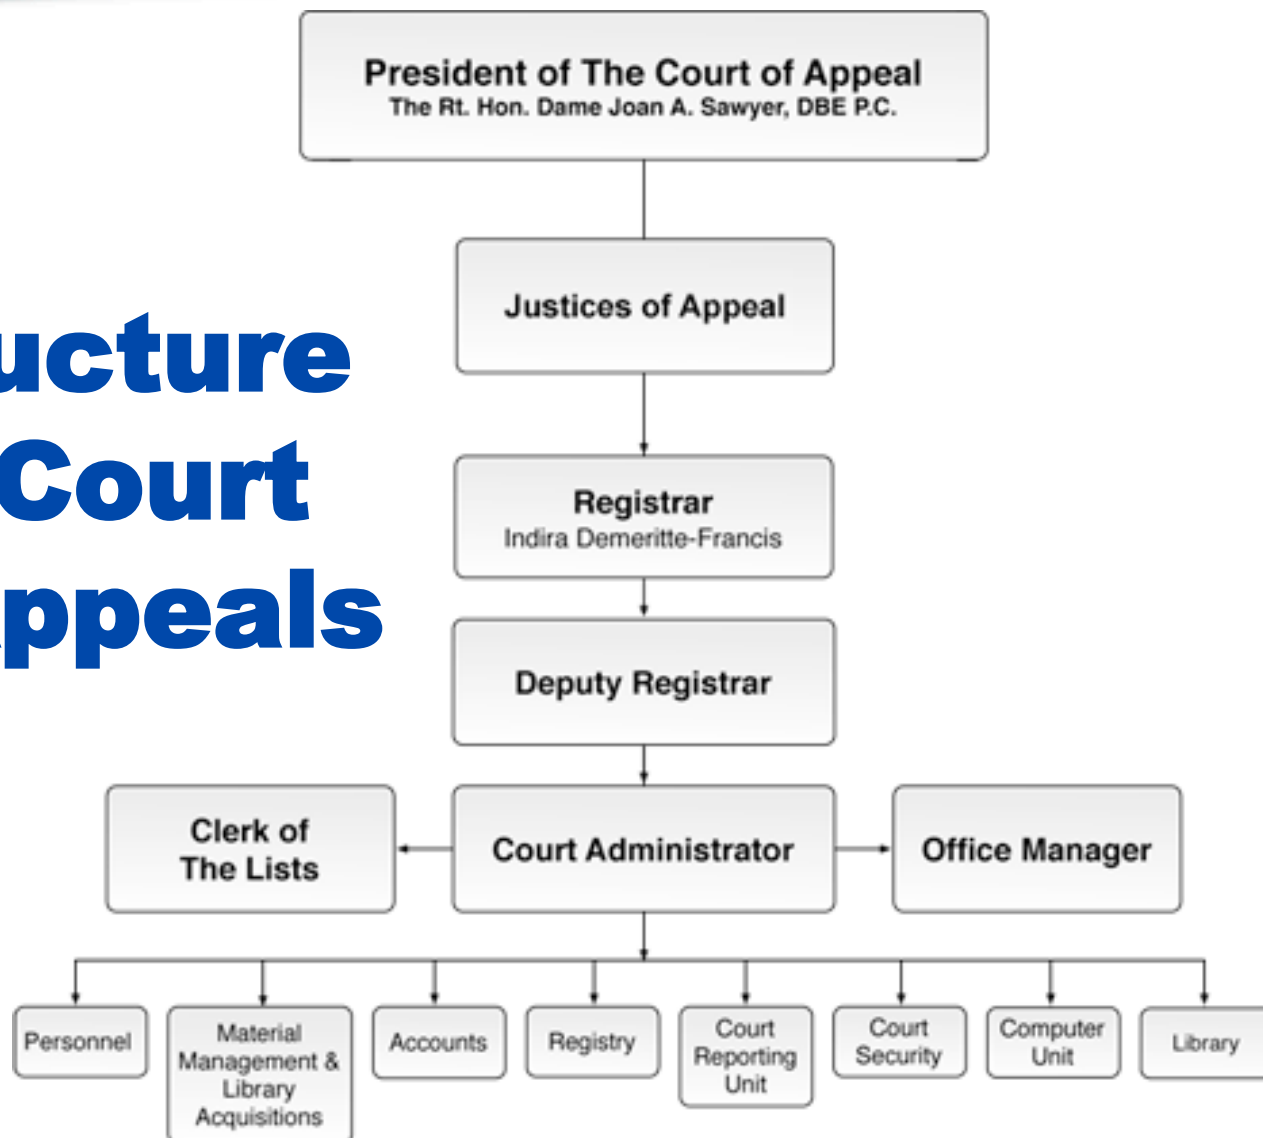 President of The Court of Appeal
The Rt. Hon. Dame Joan A. Sawyer, DBE P.C.
Justices of Appeal
ucture
Court
ppeals
Registrar
Indira Demeritte-Francis
Deputy Registrar
Clerk of
The Lists
Court Administrator
Office Manager
Personnel
Material
Management &
Library
Acquisitions
Accounts
Registry
Court
Reporting
Unit
Court
Security
Computer
Unit
Library